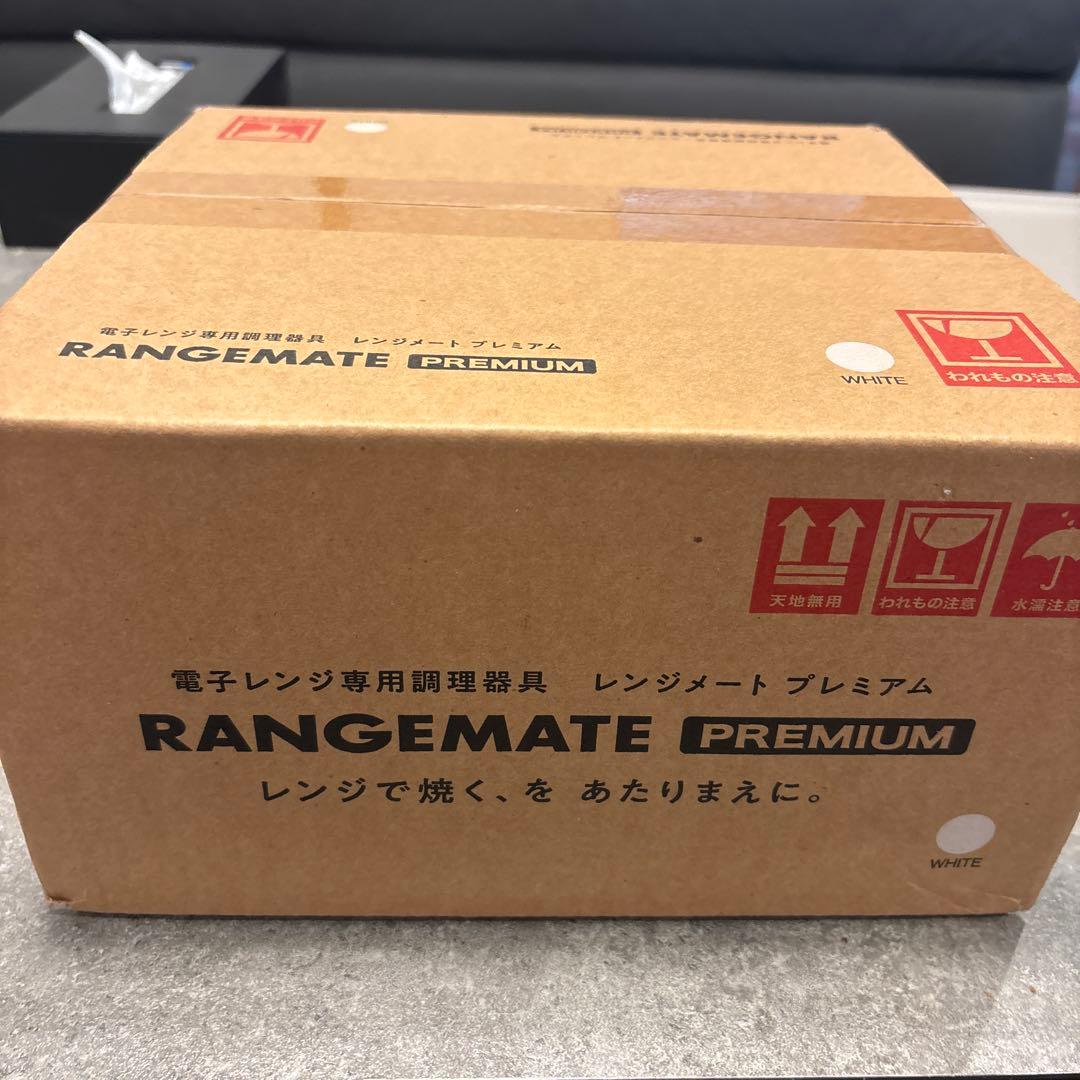 RANGEMATE
電子レンジ専用調理器具 レンジメート プレミアム
RANGEMATE PREMIUM
WHITE
われもの注意
天地無用
われもの注意
水濡注意
電子レンジ専用調理器具 レンジメート プレミアム
RANGEMATE PREMIUM
レンジで焼く、を あたりまえに。
WHITE